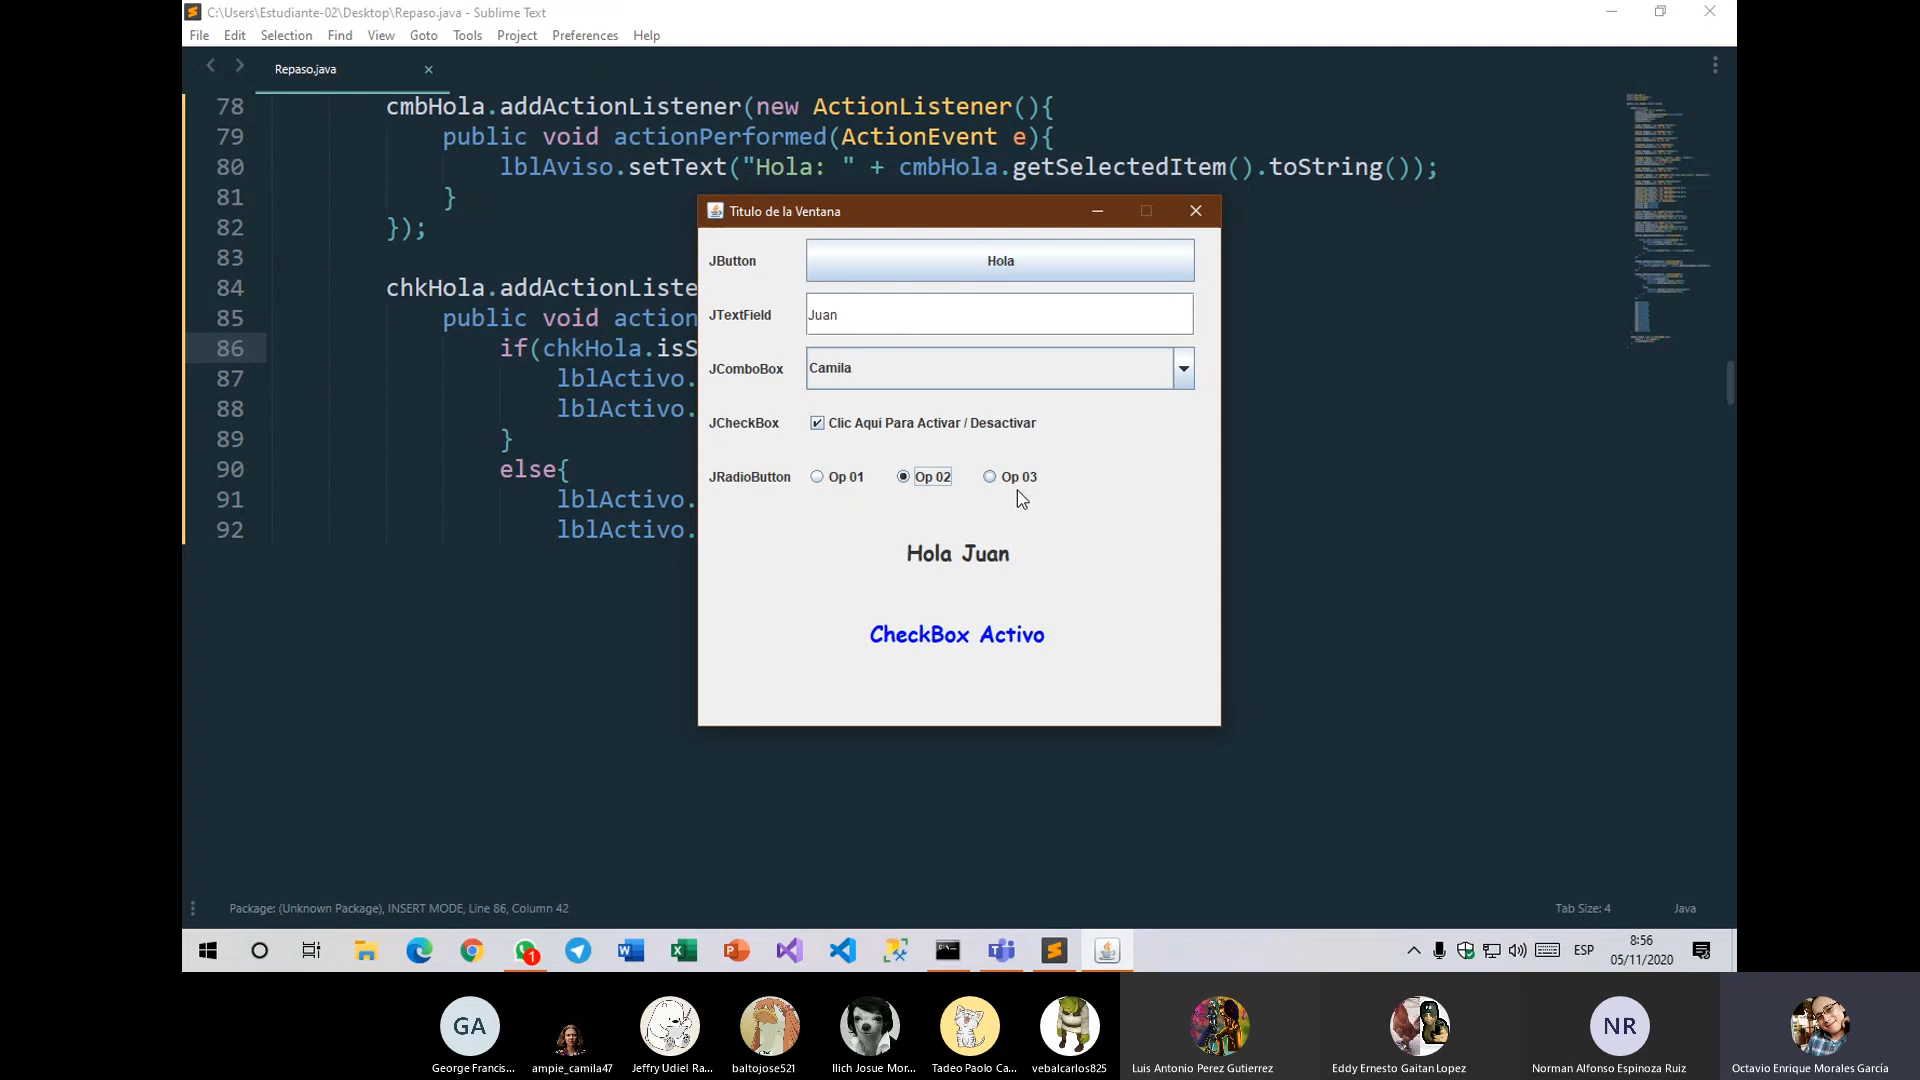 C:\Users\Estudiante-02\Desktop\Repaso.java - Sublime Text
File Edit Selection Find View Goto Tools Project Preferences Help
Repaso.java
78 cmbHola.addActionListener(new ActionListener(){
79 public void actionPerformed(ActionEvent e){
80 lblAviso.setText("Hola: " + cmbHola.getSelectedItem().toString());
81 }
82 });
83
84 chkHola.addActionListe
85 public void action
86 if(chkHola.isS
87 lblActivo.
88 lblActivo.
89 }
90 else{
91 lblActivo.
92 lblActivo.
Titulo de la Ventana
JButton Hola
JTextField Juan
JComboBox Camila
JCheckBox Clic Aqui Para Activar / Desactivar
JRadioButton Op 01 Op 02 Op 03
Hola Juan
CheckBox Activo
Package: (Unknown Package), INSERT MODE, Line 86, Column 42 Tab Size: 4 Java
1 ESP 8:56
05/11/2020
GA NR
George Francis... ampie_camila47 Jeffry Udiel Ra... baltojose521 Ilich Josue Mor... Tadeo Paolo Ca... vebalcarlos825 Luis Antonio Perez Gutierrez Eddy Ernesto Gaitan Lopez Norman Alfonso Espinoza Ruiz Octavio Enrique Morales García